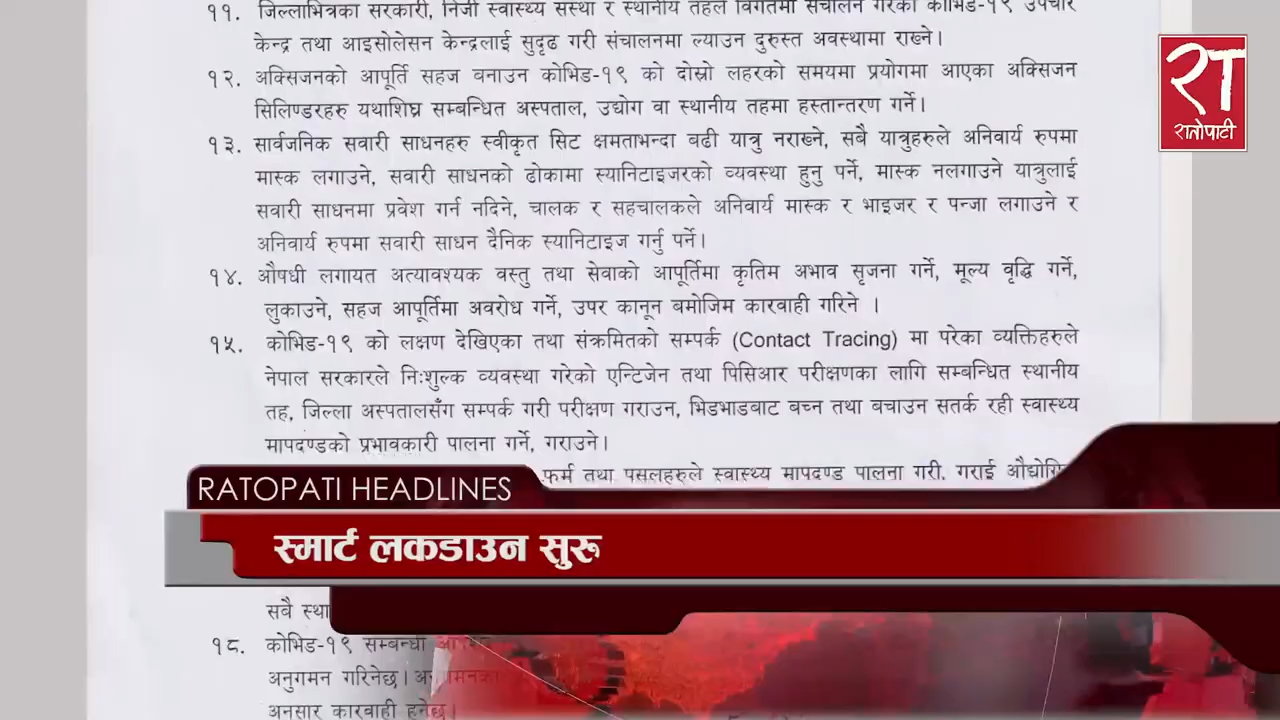 ११. जिल्लाभित्रका सरकारी, निजी स्वास्थ्य संस्था र स्थानीय तहले विगतमा संचालन गरेका कोभिड-१९ उपचार
केन्द्र तथा आइसोलेसन केन्द्रलाई सुदृढ गरी संचालनमा ल्याउन दुरुस्त अवस्थामा राख्ने।
१२. अक्सिजनको आपूर्ति सहज बनाउन कोभिड-१९ को दोस्रो लहरको समयमा प्रयोगमा आएका अक्सिजन
सिलिण्डरहरु यथाशिघ्र सम्बन्धित अस्पताल, उद्योग वा स्थानीय तहमा हस्तान्तरण गर्ने।
१३. सार्वजनिक सवारी साधनहरु स्वीकृत सिट क्षमताभन्दा बढी यात्रु नराख्ने, सबै यात्रुहरुले अनिवार्य रुपमा
मास्क लगाउने, सवारी साधनको ढोकामा स्यानिटाइजरको व्यवस्था हुनु पर्ने, मास्क नलगाउने यात्रुलाई
सवारी साधनमा प्रवेश गर्न नदिने, चालक र सहचालकले अनिवार्य मास्क र भाइजर र पन्जा लगाउने र
अनिवार्य रुपमा सवारी साधन दैनिक स्यानिटाइज गर्नु पर्ने।
१४. औषधी लगायत अत्यावश्यक वस्तु तथा सेवाको आपूर्तिमा कृतिम अभाव सृजना गर्ने, मूल्य वृद्धि गर्ने,
लुकाउने, सहज आपूर्तिमा अवरोध गर्ने, उपर कानून बमोजिम कारवाही गरिने ।
१५. कोभिड-१९ को लक्षण देखिएका तथा संक्रमितको सम्पर्क (Contact Tracing) मा परेका व्यक्तिहरुले
नेपाल सरकारले निःशुल्क व्यवस्था गरेको एन्टिजेन तथा पिसिआर परीक्षणका लागि सम्बन्धित स्थानीय
तह, जिल्ला अस्पतालसँग सम्पर्क गरी परीक्षण गराउन, भिडभाडबाट बच्न तथा बचाउन सतर्क रही स्वास्थ्य
मापदण्डको प्रभावकारी पालना गर्ने, गराउने।
फर्म तथा पसलहरुले स्वास्थ्य मापदण्ड पालना गरी, गराई
RATOPATI HEADLINES
स्मार्ट लकडाउन सुरु
सबै
१८. कोभिड-१९ सम्बन्धी
अनुगमन गरिनेछ।
अनुसार कारवाही हुनेछ।
रा
रातोपाटी